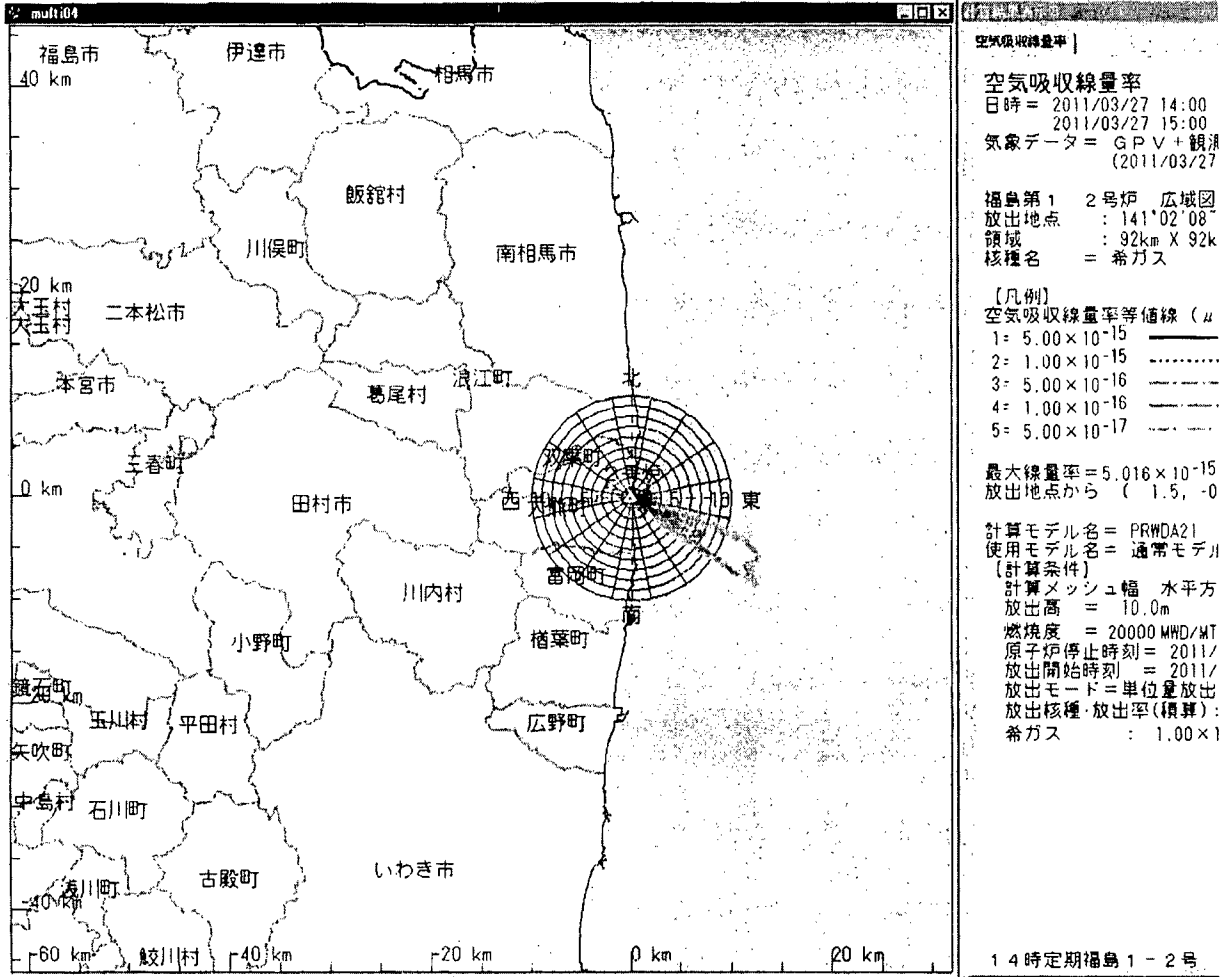 multi04
福島市
伊達市
相馬市
40 km
飯舘村
川俣町
南相馬市
20 km
大玉村
大玉村
二本松市
本宮市
浪江町
北
葛尾村
三春町
双葉町
0 km
田村市
西
東
富岡町
川内村
南
小野町
楢葉町
鏡石町
玉川村
平田村
広野町
矢吹町
中島村
石川町
いわき市
古殿町
浅川町
-40 km
-60 km
鮫川村
-40 km
-20 km
0 km
20 km
空気吸収線量率
空気吸収線量率
日時 = 2011/03/27 14:00
2011/03/27 15:00
気象データ = GPV+観測
(2011/03/27
福島第1 2号炉 広域図
放出地点 : 141°02'08"
領域 : 92km X 92k
核種名 = 希ガス
【凡例】
空気吸収線量率等値線 (μ
1= 5.00×10-15
2= 1.00×10-15
3= 5.00×10-16
4= 1.00×10-16
5= 5.00×10-17
最大線量率=5.016×10-15
放出地点から ( 1.5, -0
計算モデル名= PRWDA21
使用モデル名= 通常モデル
【計算条件】
計算メッシュ幅 水平方
放出高 = 10.0m
燃焼度 = 20000MWD/MT
原子炉停止時刻 = 2011/
放出開始時刻 = 2011/
放出モード=単位量放出
放出核種・放出率(積算):
希ガス : 1.00×1
14時定期福島1-2号